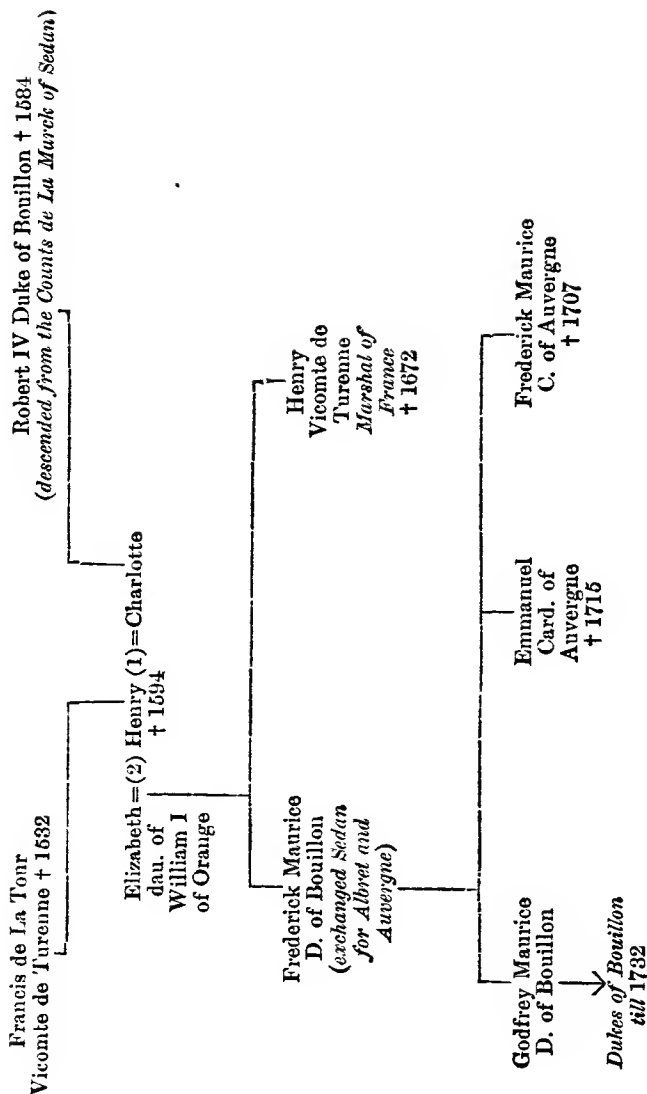 Francis de La Tour
Vicomte de Turenne † 1532
Robert IV Duke of Bouillon † 1584
(descended from the Counts de La Marck of Sedan)
Elizabeth=(2) Henry (1)=Charlotte
dau. of
† 1594
William I
of Orange
Frederick Maurice
D. of Bouillon
(exchanged Sedan
for Albret and
Auvergne)
Henry
Vicomte de
Turenne
Marshal of
France
† 1672
Godfrey Maurice
D. of Bouillon
Dukes of Bouillon
till 1732
Emmanuel
Card. of
Auvergne
† 1715
Frederick Maurice
C. of Auvergne
† 1707